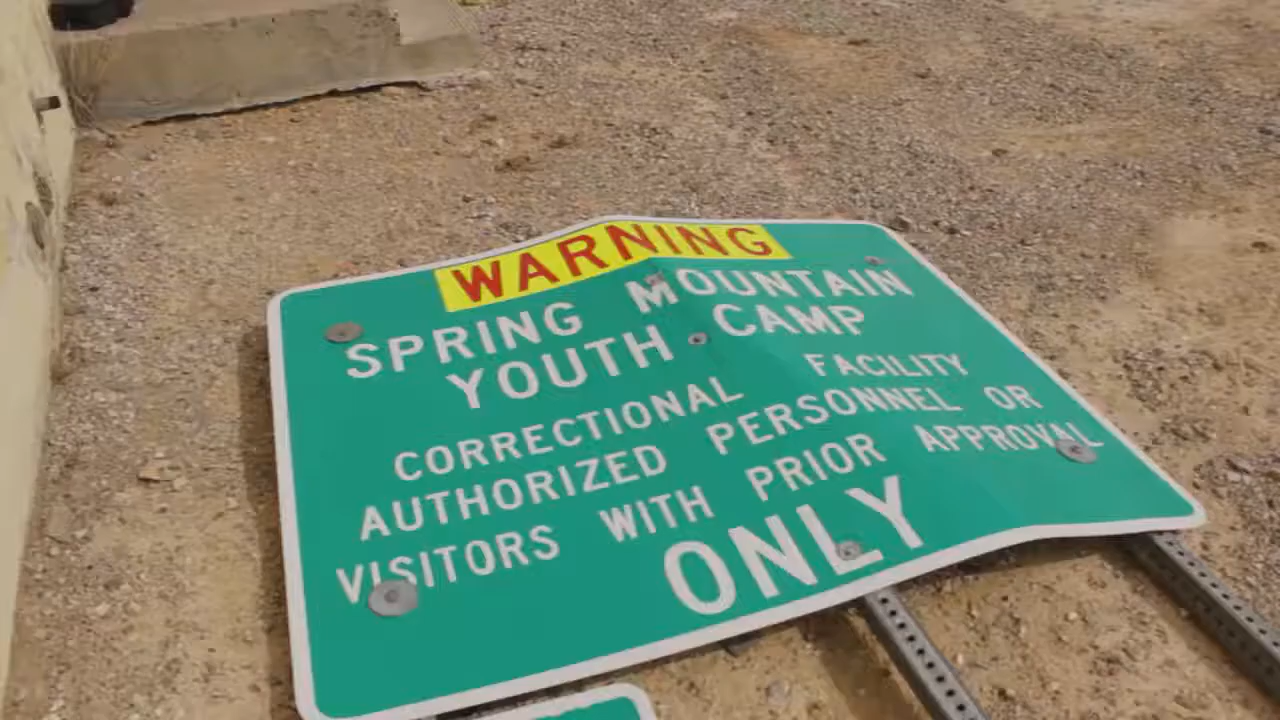 WARNING
SPRING MOUNTAIN
YOUTH CAMP
CORRECTIONAL FACILITY
AUTHORIZED PERSONNEL OR
VISITORS WITH PRIOR APPROVAL
ONLY